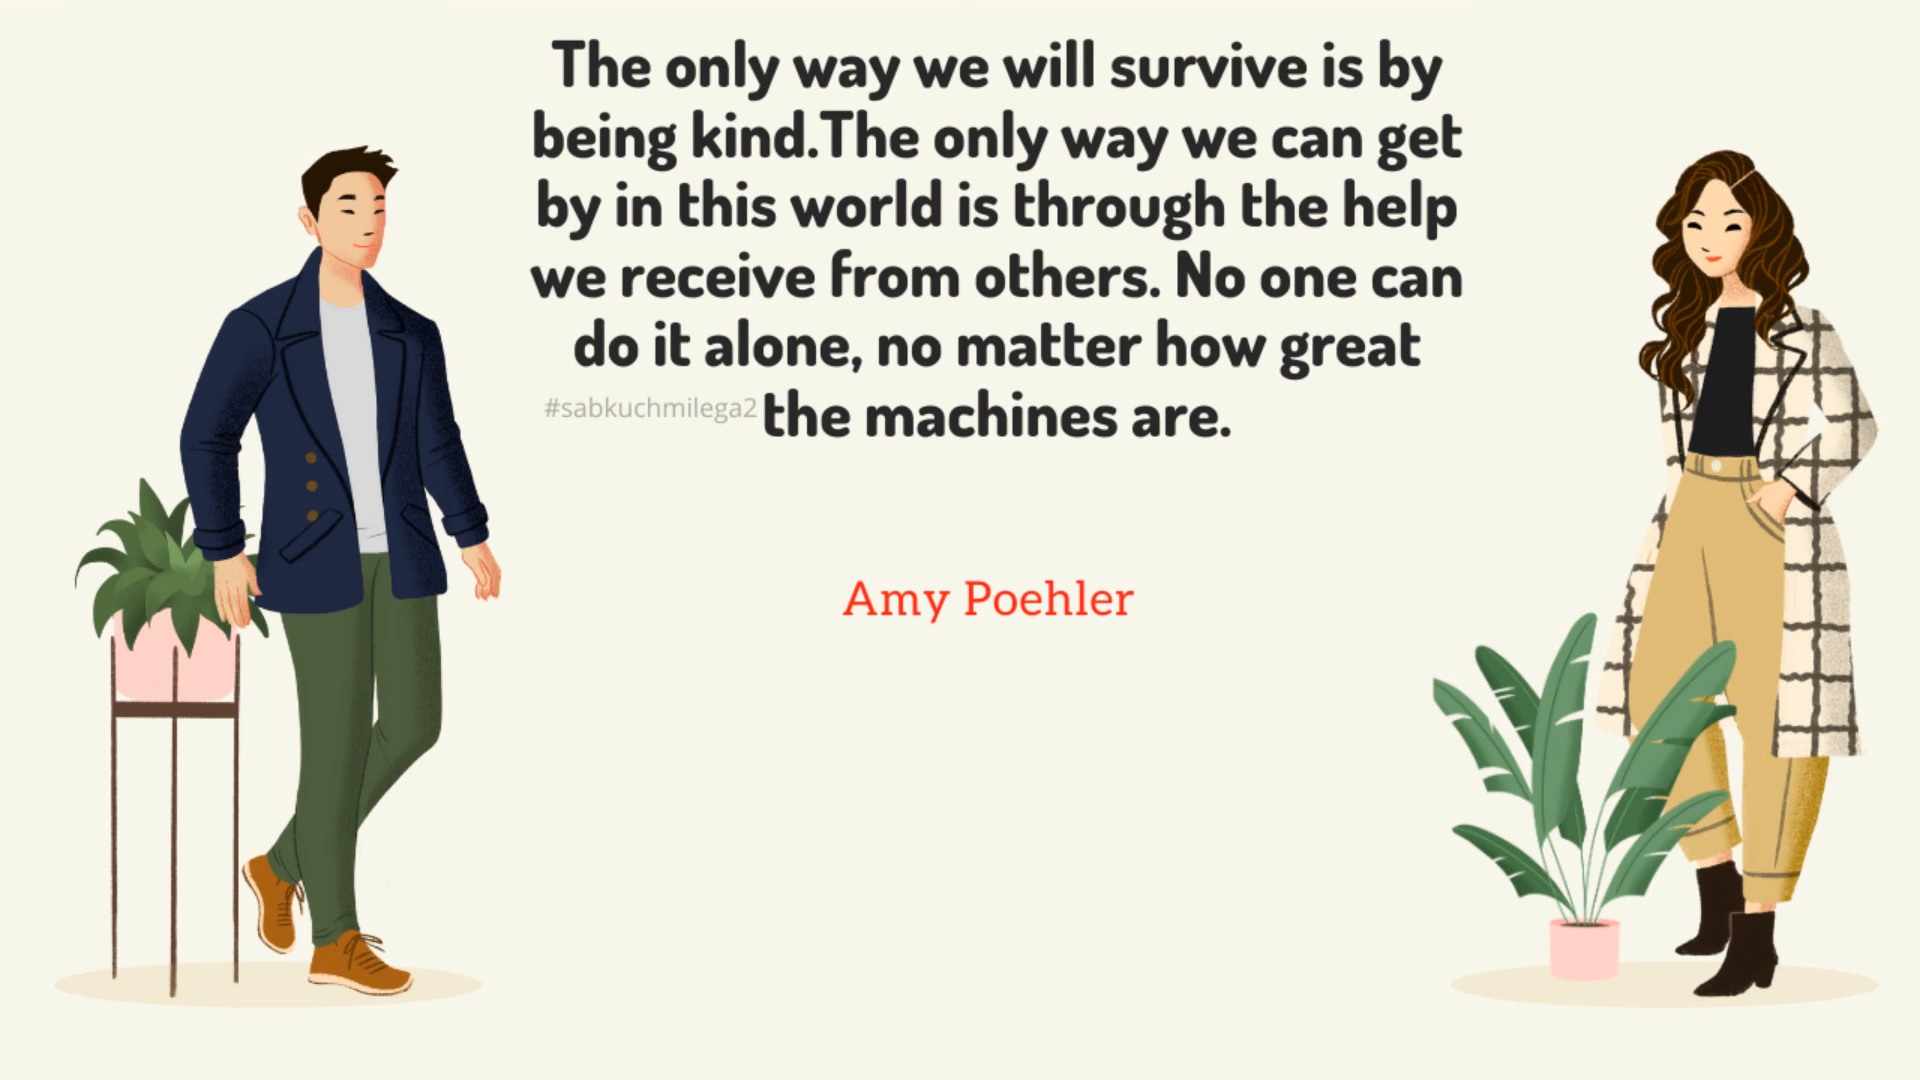 The only way we will survive is by
being kind.The only way we can get
by in this world is through the help
we receive from others. No one can
do it alone, no matter how great
#sabkuchmilega2 the machines are.
Amy Poehler